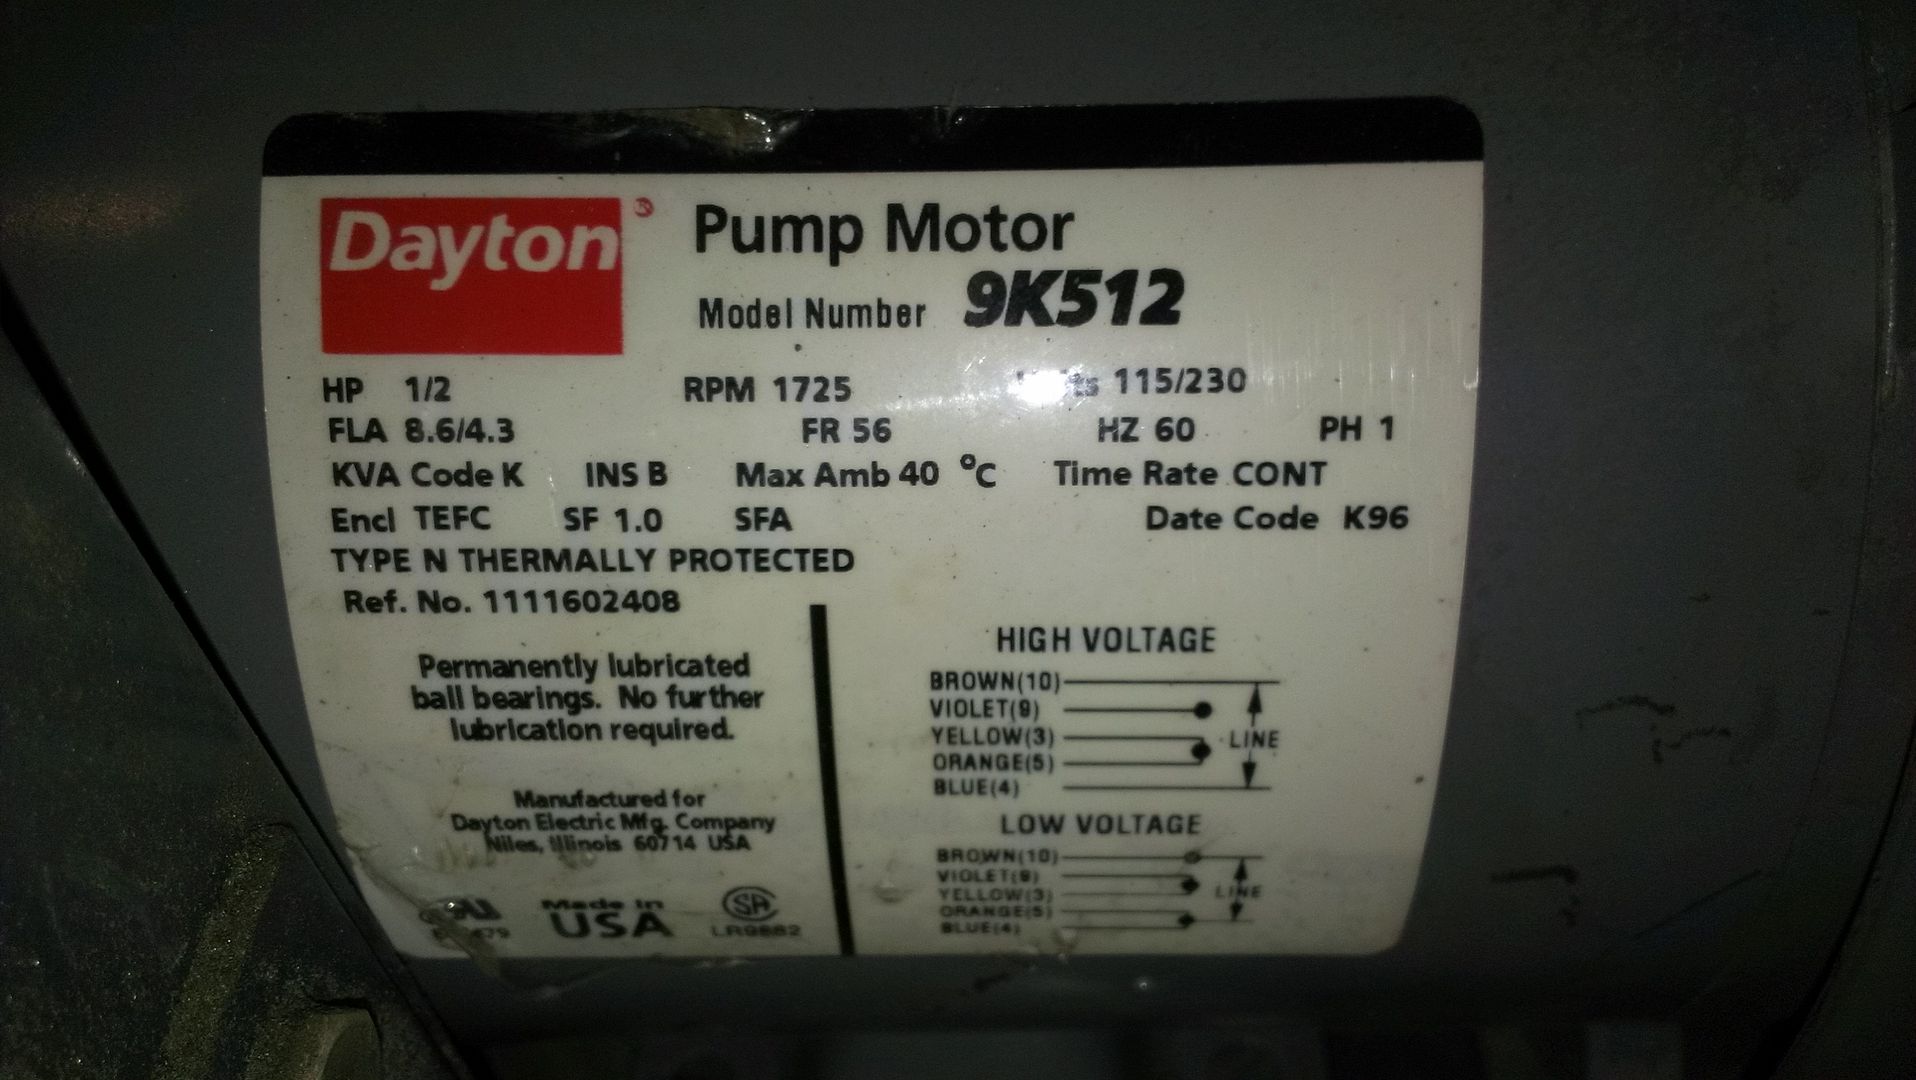 Dayton®
Pump Motor
Model Number 9K512
HP 1/2 RPM 1725 115/230
FLA 8.6/4.3 FR 56 HZ 60 PH 1
KVA Code K INS B Max Amb 40 °C Time Rate CONT
Encl TEFC SF 1.0 SFA Date Code K96
TYPE N THERMALLY PROTECTED
Ref. No. 1111602408
Permanently lubricated
ball bearings. No further
lubrication required.
Manufactured for
Dayton Electric Mfg. Company
Niles, Illinois 60714 USA
Made in
USA
SA
HIGH VOLTAGE
BROWN(10)
VIOLET(9)
YELLOW(3)
LINE
ORANGE(5)
BLUE(4)
LOW VOLTAGE
BROWN(10)
VIOLET(9)
YELLOW(3)
LINE
ORANGE(5)
BLUE(4)